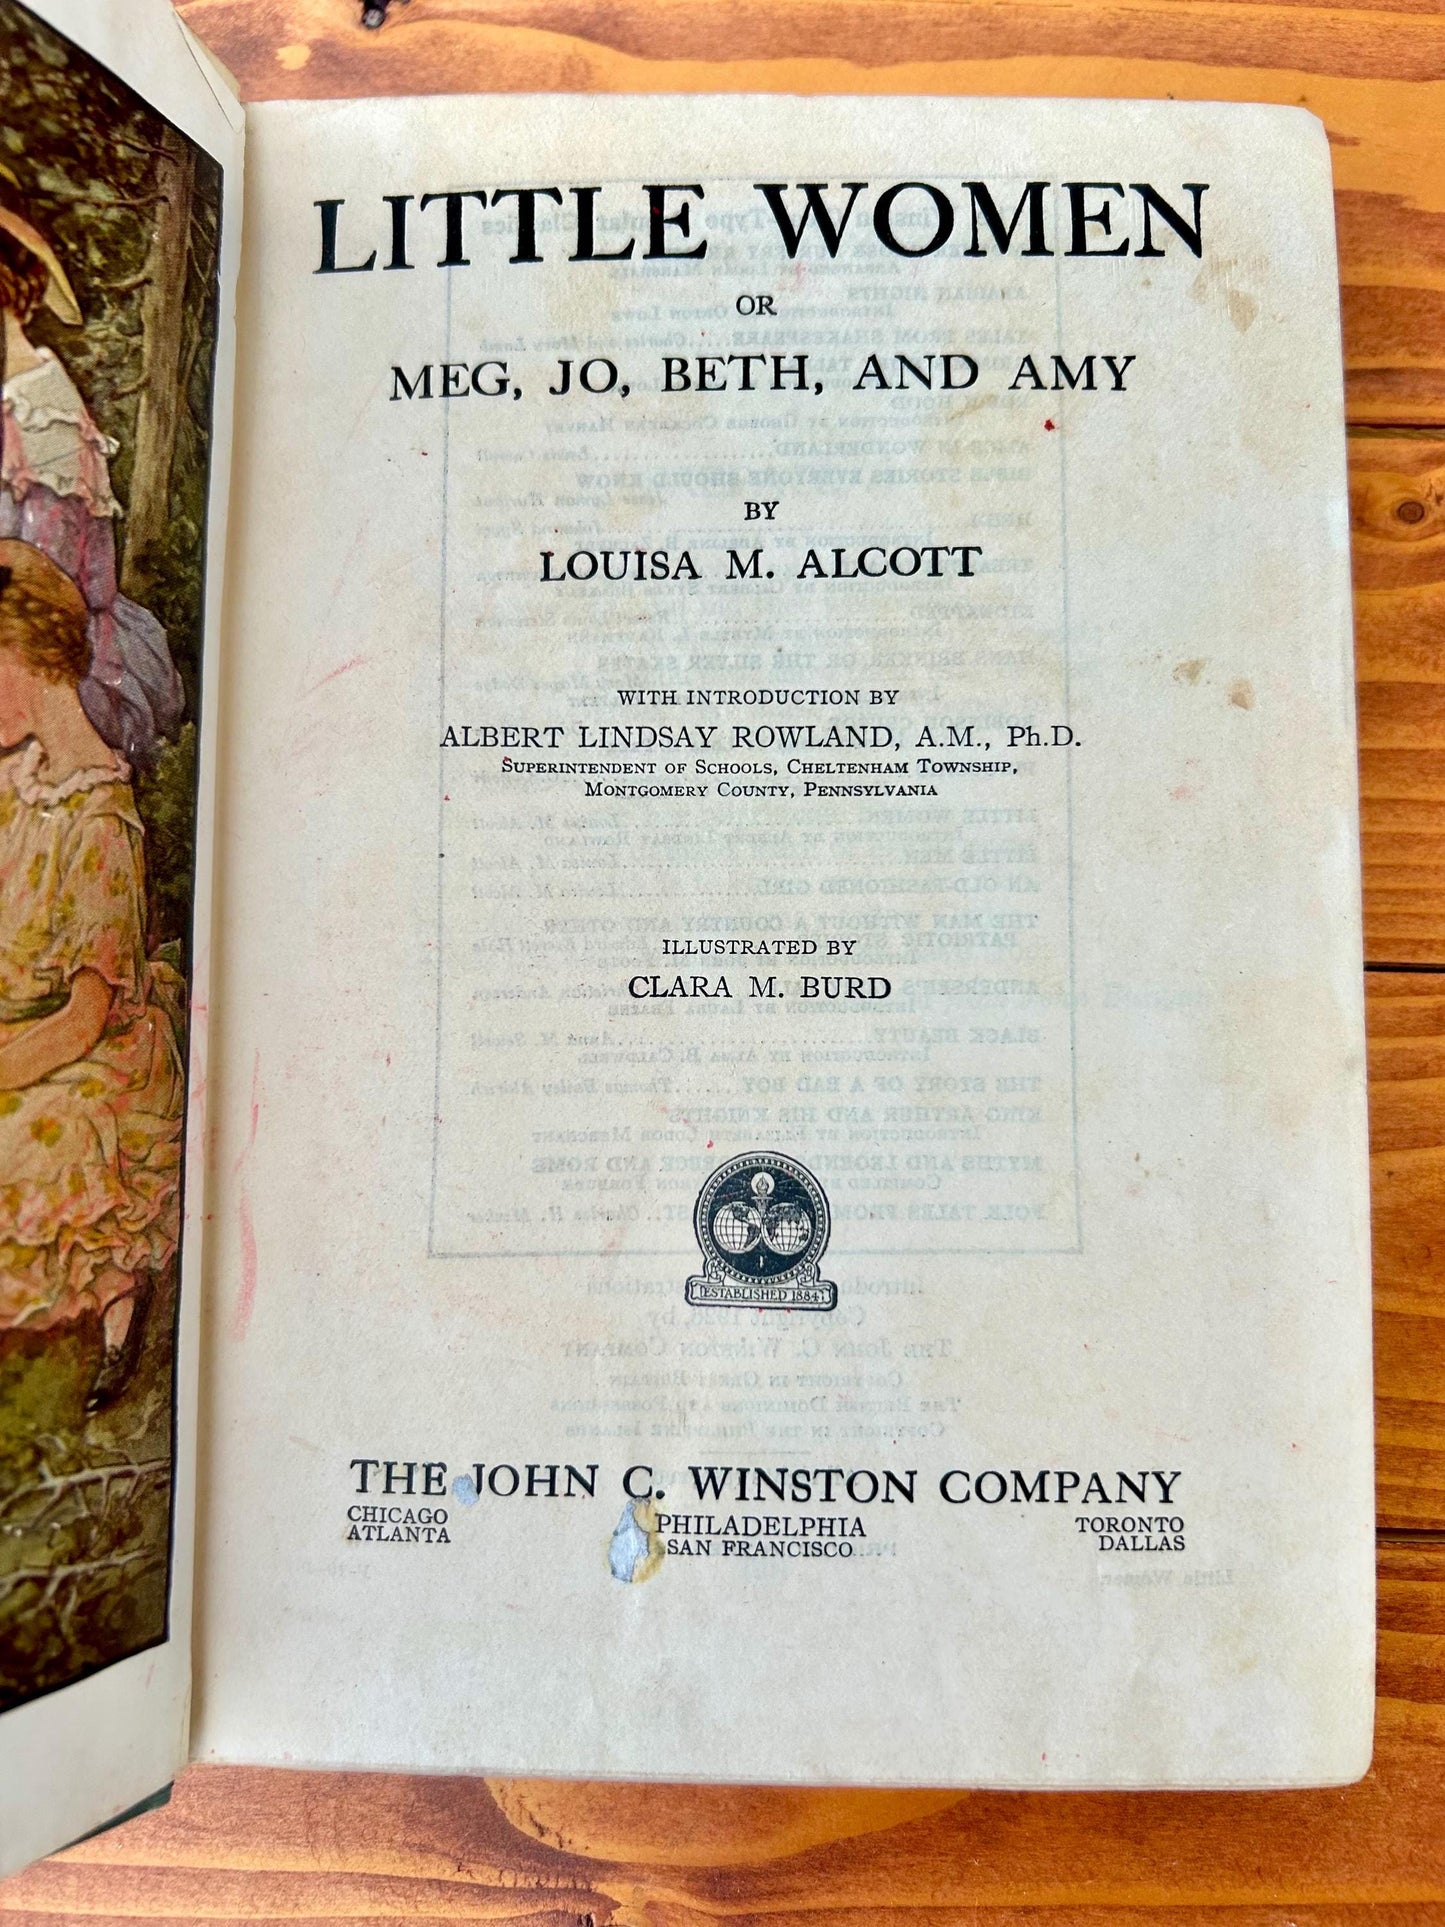 LITTLE WOMEN
OR
MEG, JO, BETH, AND AMY
BY
LOUISA M. ALCOTT
WITH INTRODUCTION BY
ALBERT LINDSAY ROWLAND, A.M., Ph.D.
SUPERINTENDENT OF SCHOOLS, CHELTENHAM TOWNSHIP,
MONTGOMERY COUNTY, PENNSYLVANIA
ILLUSTRATED BY
CLARA M. BURD
ESTABLISHED 1884
THE JOHN C. WINSTON COMPANY
CHICAGO PHILADELPHIA TORONTO
ATLANTA SAN FRANCISCO DALLAS